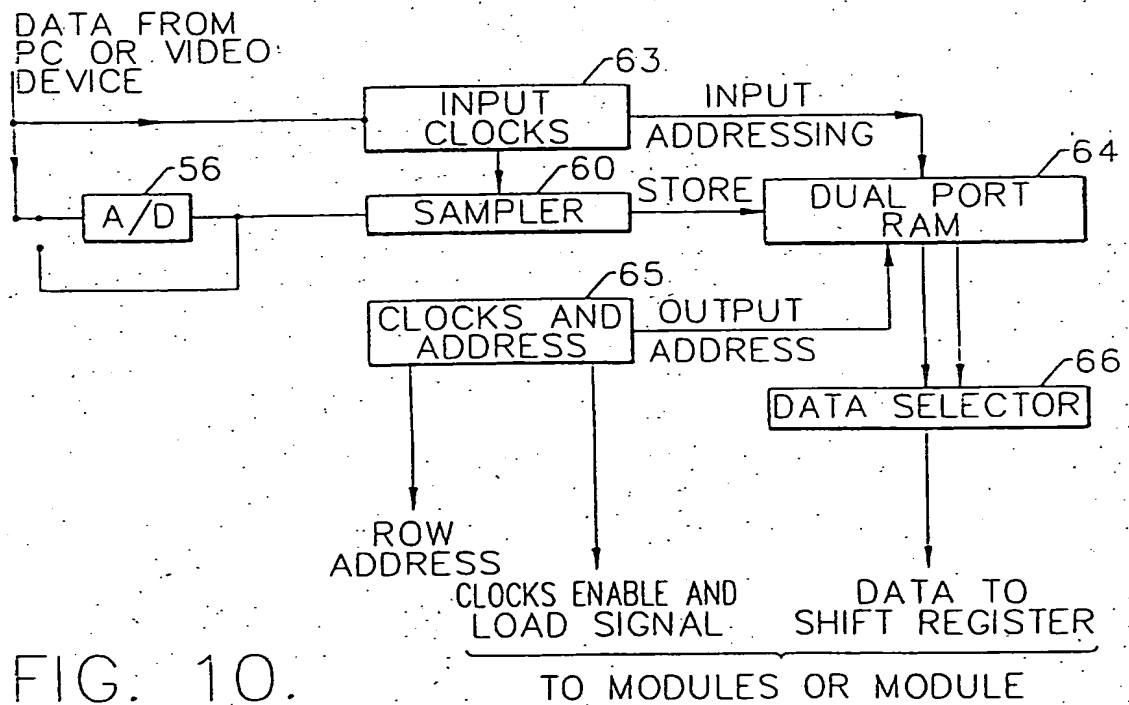 DATA FROM
PC OR VIDEO
DEVICE
63
INPUT
CLOCKS
INPUT
ADDRESSING
56
A/D
60
SAMPLER
STORE
64
DUAL PORT
RAM
65
CLOCKS AND
ADDRESS
OUTPUT
ADDRESS
66
DATA SELECTOR
ROW
ADDRESS
CLOCKS ENABLE AND
LOAD SIGNAL
DATA TO
SHIFT REGISTER
TO MODULES OR MODULE
FIG. 10.